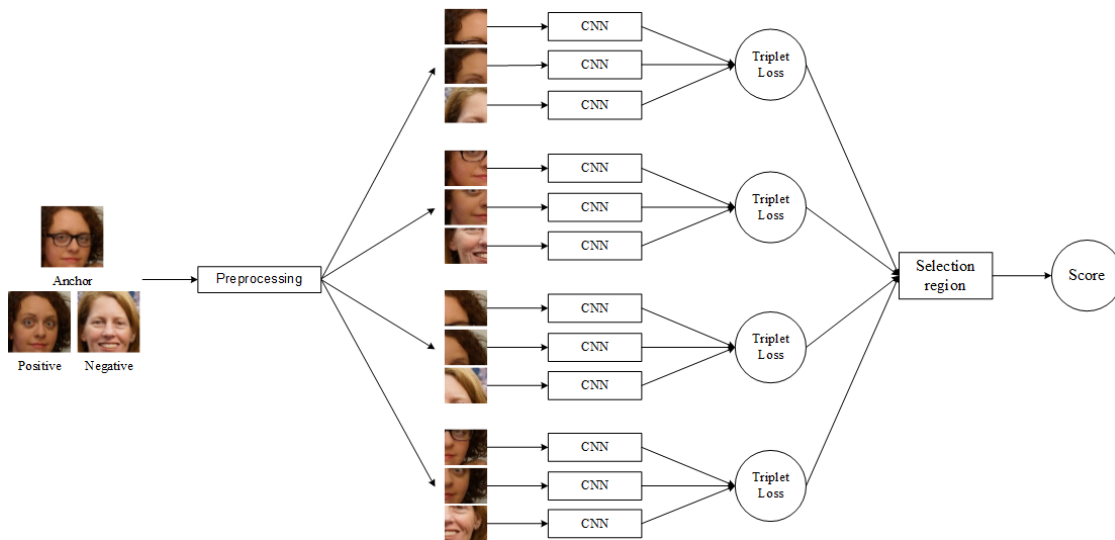 CNN
CNN
CNN
Triplet
Loss
CNN
CNN
CNN
Triplet
Loss
Anchor
Positive
Negative
Preprocessing
Selection
region
Score
CNN
CNN
CNN
Triplet
Loss
CNN
CNN
CNN
Triplet
Loss